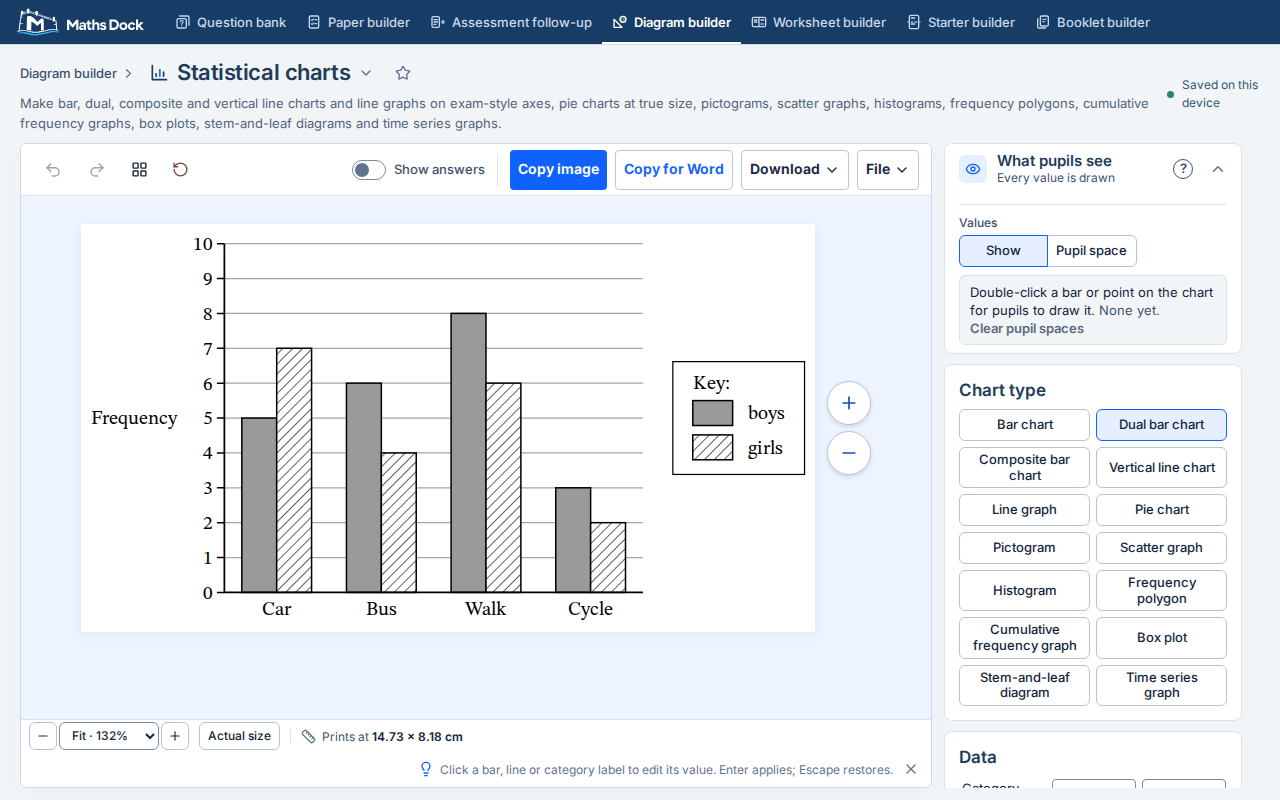 Maths Dock
Question bank
Paper builder
Assessment follow-up
Diagram builder
Worksheet builder
Starter builder
Booklet builder
Diagram builder
Statistical charts
Make bar, dual, composite and vertical line charts and line graphs on exam-style axes, pie charts at true size, pictograms, scatter graphs, histograms, frequency polygons, cumulative
frequency graphs, box plots, stem-and-leaf diagrams and time series graphs.
Saved on this
device
Show answers
Copy image
Copy for Word
Download
File
10
9
8
7
6
5
4
3
2
1
0
Frequency
Car
Bus
Walk
Cycle
Key:
boys
girls
+
−
−
Fit · 132%
+
Actual size
Prints at 14.73 × 8.18 cm
Click a bar, line or category label to edit its value. Enter applies; Escape restores.
What pupils see
Every value is drawn
?
Values
Show
Pupil space
Double-click a bar or point on the chart
for pupils to draw it. None yet.
Clear pupil spaces
Chart type
Bar chart
Dual bar chart
Composite bar
chart
Vertical line chart
Line graph
Pie chart
Pictogram
Scatter graph
Histogram
Frequency
polygon
Cumulative
frequency graph
Box plot
Stem-and-leaf
diagram
Time series
graph
Data
Category